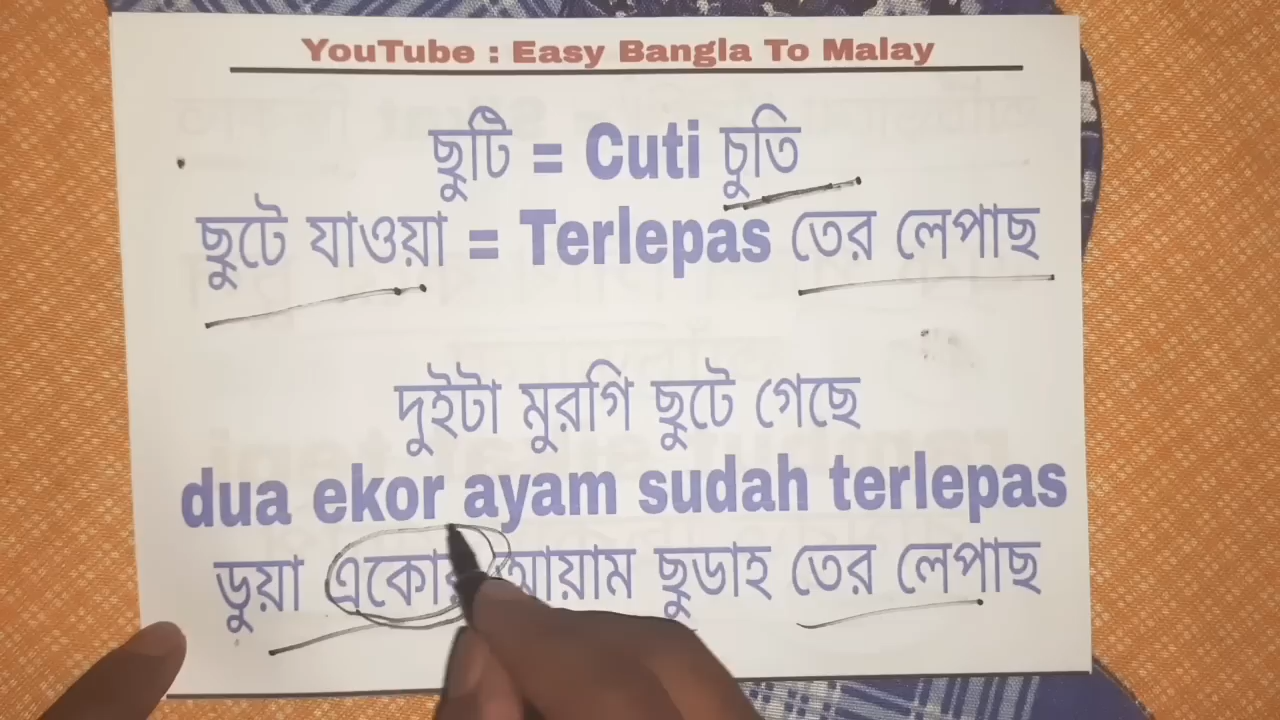 YouTube : Easy Bangla To Malay
ছুটি = Cuti চুতি
ছুটে যাওয়া = Terlepas তের লেপাছ
দুইটা মুরগি ছুটে গেছে
dua ekor ayam sudah terlepas
ডুয়া একোর আয়াম ছুডাহ তের লেপাছ